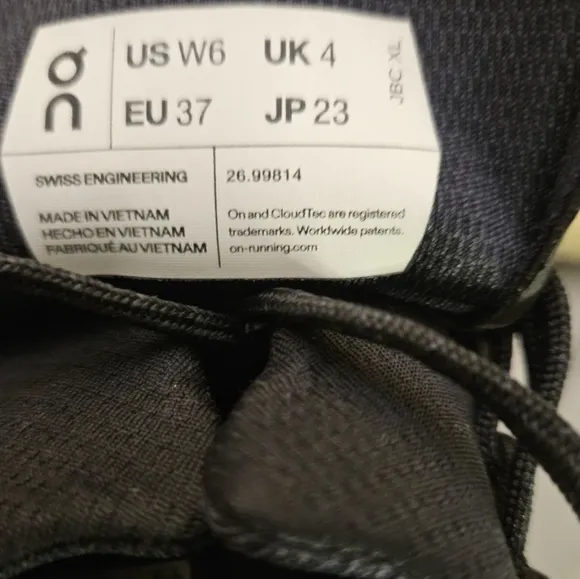 On
US W6 UK 4
EU 37 JP 23
JBC XL
SWISS ENGINEERING
26.99814
MADE IN VIETNAM
HECHO EN VIETNAM
FABRIQUÉ AU VIETNAM
On and CloudTec are registered
trademarks. Worldwide patents.
on-running.com